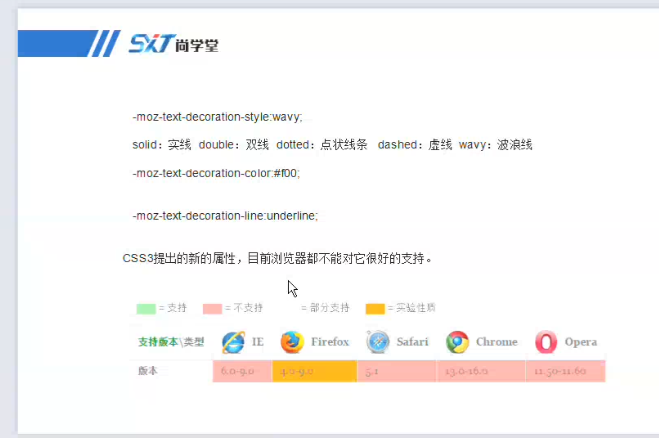 SXT尚学堂
-moz-text-decoration-style:wavy;
solid：实线 double：双线 dotted：点状线条 dashed：虚线 wavy：波浪线
-moz-text-decoration-color:#f00;
-moz-text-decoration-line:underline;
CSS3提出的新的属性，目前浏览器都不能对它很好的支持。
= 支持 = 不支持 = 部分支持 = 实验性质
支持版本\类型 IE Firefox Safari Chrome Opera
版本 6.0-9.0 4.0-9.0 5.1 13.0-16.0 11.50-11.60